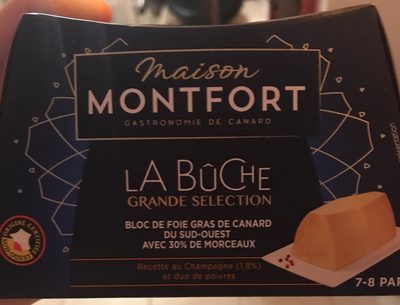 maison
MONTFORT
GASTRONOMIE DE CANARD
LA BûCHe
GRANDE SELECTION
BLOC DE FOIE GRAS DE CANARD
DU SUD-OUEST
AVEC 30% DE MORCEAUX
Recette au Champagne (1,8%)
et duo de poivres
7-8 PAR